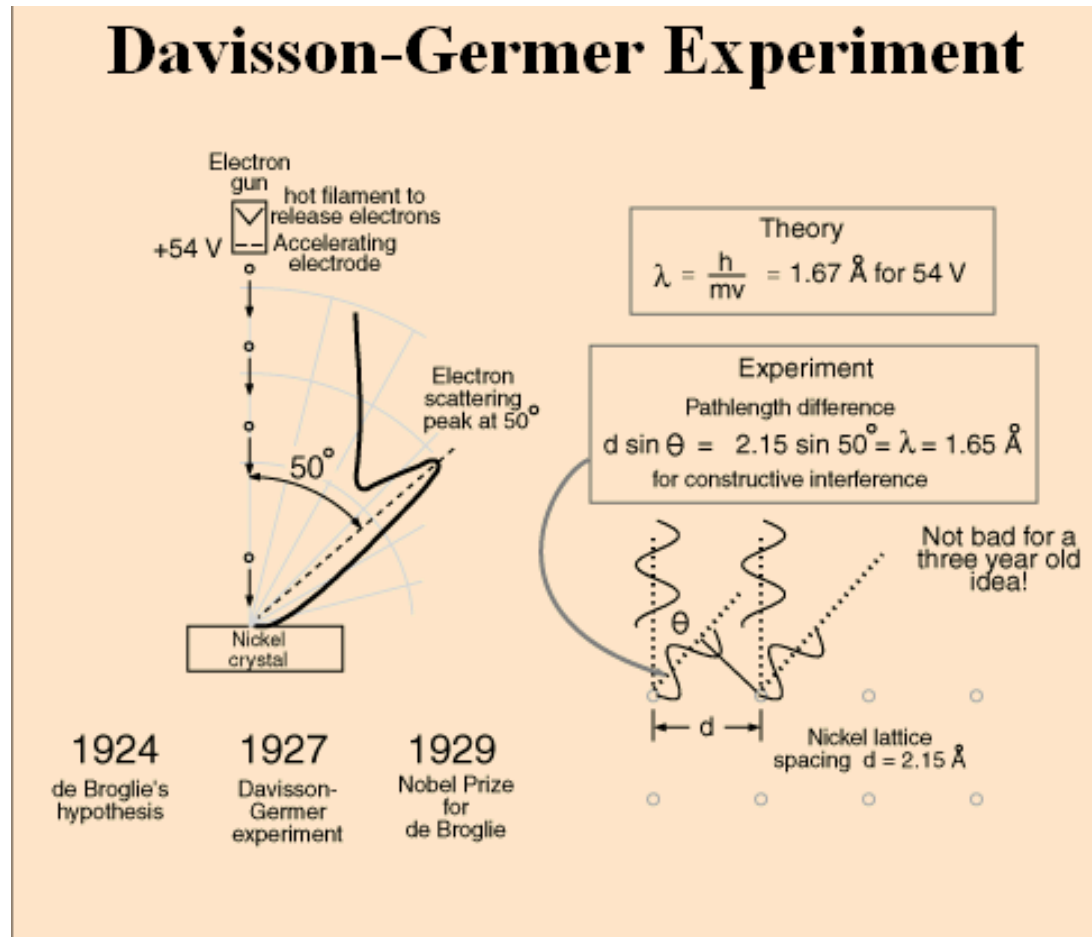 Davisson-Germer Experiment
Electron
gun
hot filament to
release electrons
+54 V
Accelerating
electrode
50°
Electron
scattering
peak at 50°
Nickel
crystal
Theory
λ = h/mv = 1.67 Å for 54 V
Experiment
Pathlength difference
d sin θ = 2.15 sin 50° = λ = 1.65 Å
for constructive interference
Not bad for a
three year old
idea!
θ
d
Nickel lattice
spacing d = 2.15 Å
1924
de Broglie's
hypothesis
1927
Davisson-
Germer
experiment
1929
Nobel Prize
for
de Broglie